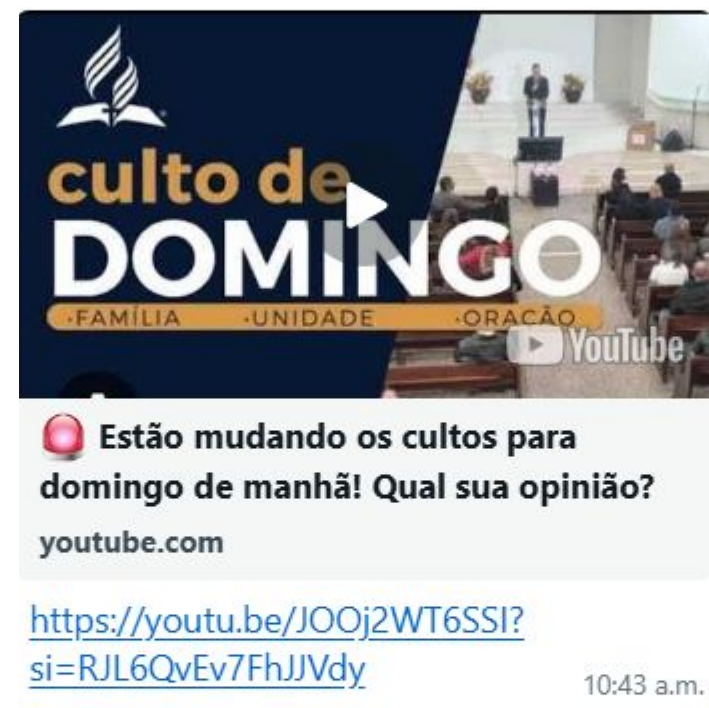 culto de
DOMINGO
•FAMÍLIA •UNIDADE •ORAÇÃO
YouTube
🚨 Estão mudando os cultos para
domingo de manhã! Qual sua opinião?
youtube.com
https://youtu.be/JOOj2WT6SSI?
si=RJL6QvEv7FhJJVdy
10:43 a.m.